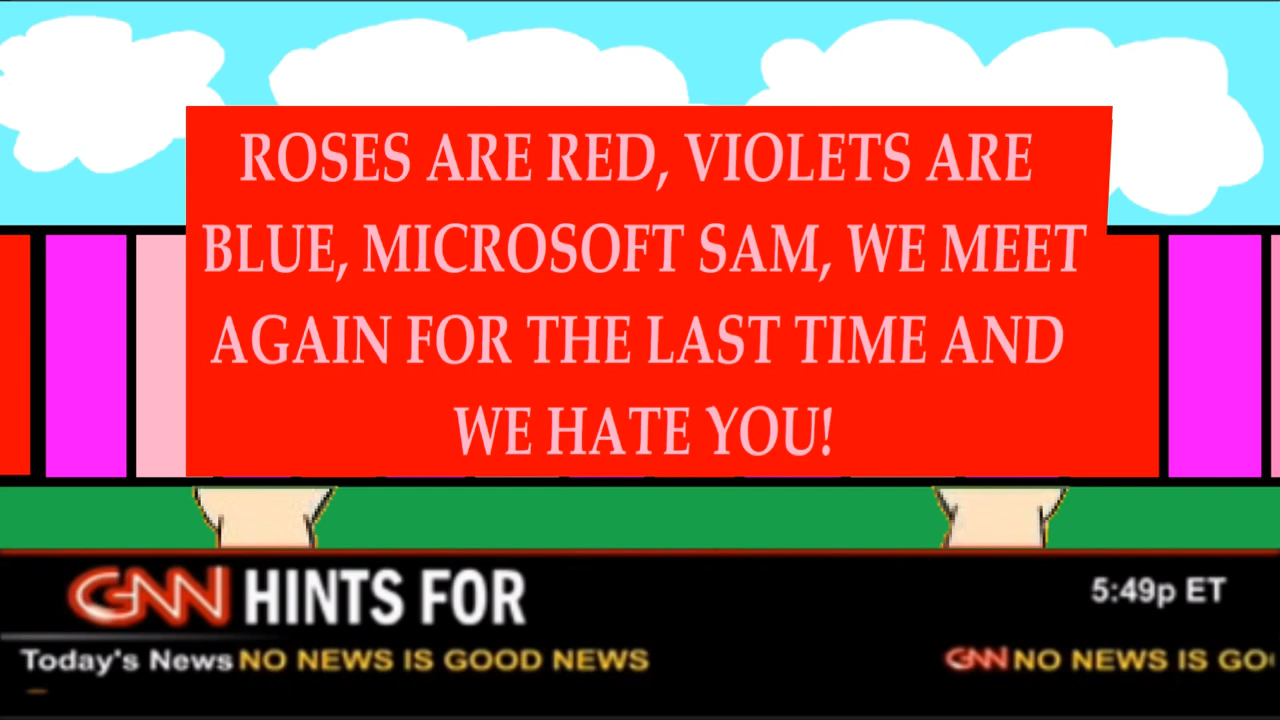 ROSES ARE RED, VIOLETS ARE
BLUE, MICROSOFT SAM, WE MEET
AGAIN FOR THE LAST TIME AND
WE HATE YOU!
GNN HINTS FOR
5:49p ET
Today's News NO NEWS IS GOOD NEWS GNN NO NEWS IS GO